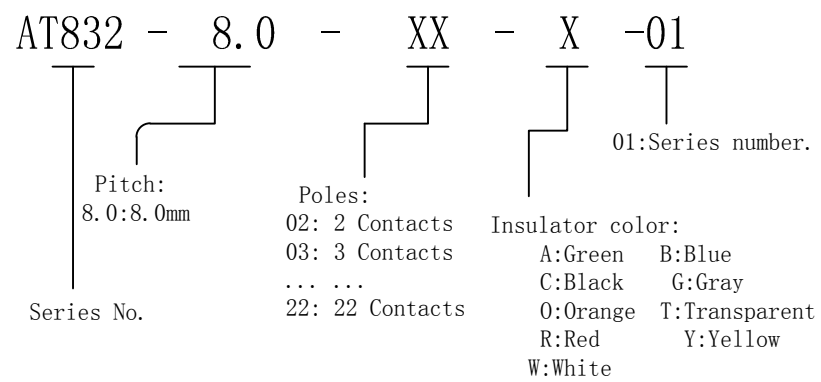 AT832 - 8.0 - XX - X -01
01:Series number.
Pitch:
8.0:8.0mm
Poles:
02: 2 Contacts
03: 3 Contacts
... ...
22: 22 Contacts
Insulator color:
A:Green B:Blue
C:Black G:Gray
O:Orange T:Transparent
R:Red Y:Yellow
W:White
Series No.